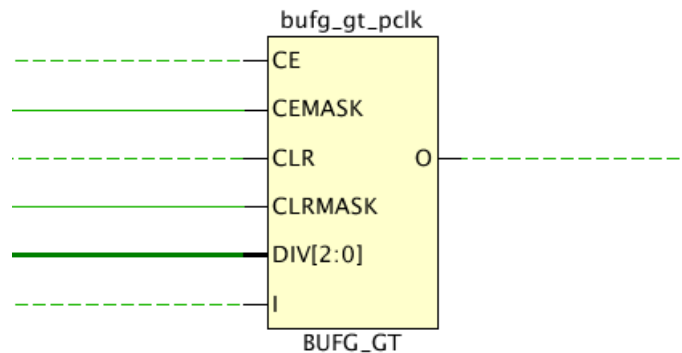 bufg_gt_pclk
CE
CEMASK
CLR
O
CLRMASK
DIV[2:0]
I
BUFG_GT